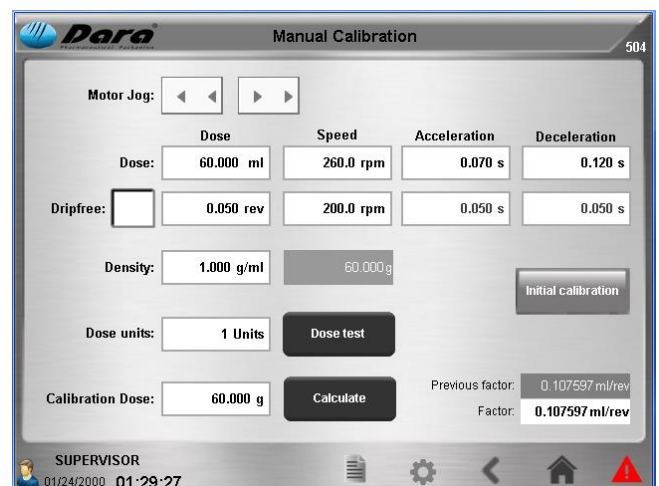 Dara
Pharmaceutical Packaging
Manual Calibration
504
Motor Jog:
Dose Speed Acceleration Deceleration
Dose: 60.000 ml 260.0 rpm 0.070 s 0.120 s
Dripfree: 0.050 rev 200.0 rpm 0.050 s 0.050 s
Density: 1.000 g/ml 60.000 g
Initial calibration
Dose units: 1 Units Dose test
Previous factor: 0.107597 ml/rev
Calibration Dose: 60.000 g Calculate
Factor: 0.107597 ml/rev
SUPERVISOR
01/24/2000 01:29:27